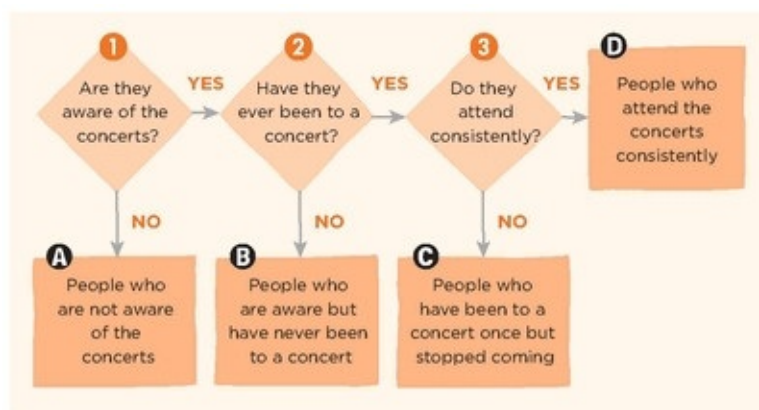 1
Are they
aware of the
concerts?
YES
NO
2
Have they
ever been to a
concert?
YES
NO
3
Do they
attend
consistently?
YES
NO
D
People who
attend the
concerts
consistently
A
People who
are not aware
of the
concerts
B
People who
are aware but
have never been
to a concert
C
People who
have been to a
concert once but
stopped coming